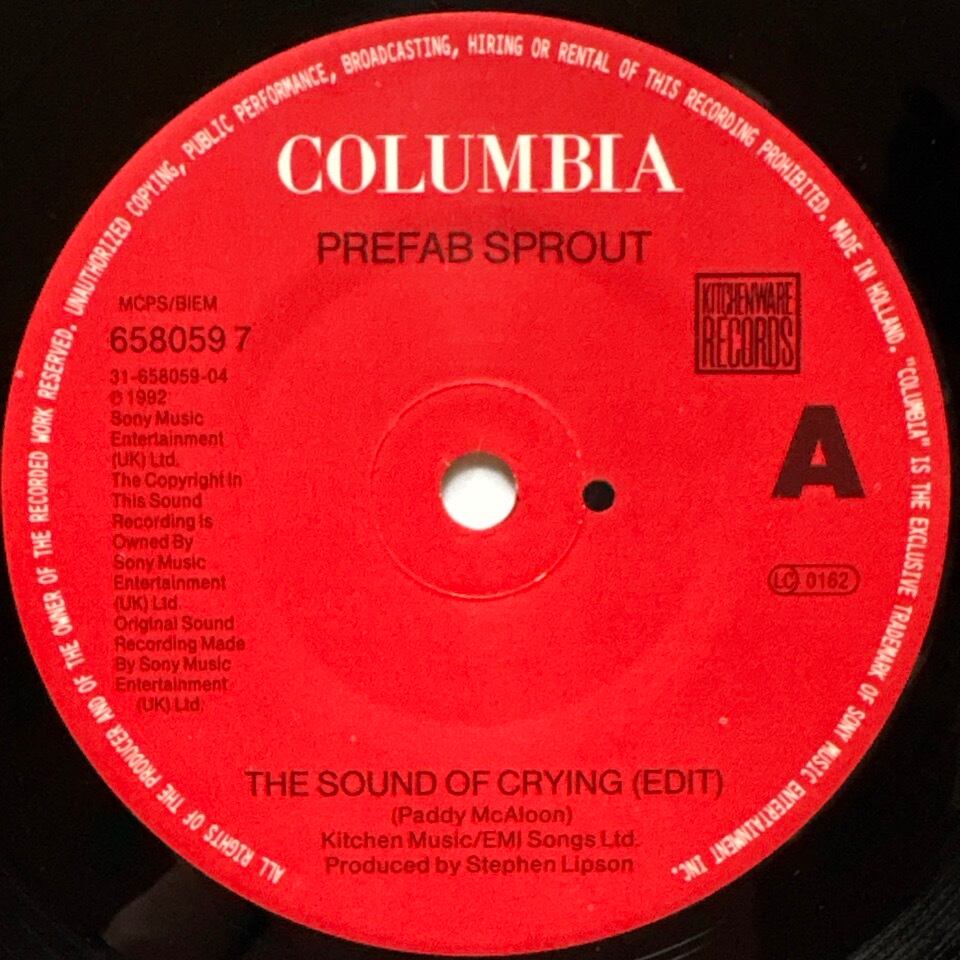 ALL RIGHTS OF THE PRODUCER AND OF THE OWNER OF THE RECORDED WORK RESERVED. UNAUTHORIZED COPYING, PUBLIC PERFORMANCE, BROADCASTING, HIRING OR RENTAL OF THIS RECORDING PROHIBITED. MADE IN HOLLAND. "COLUMBIA" IS THE EXCLUSIVE TRADEMARK OF SONY MUSIC ENTERTAINMENT INC.
COLUMBIA
PREFAB SPROUT
MCPS/BIEM
658059 7
31-658059-04
℗ 1992
Sony Music
Entertainment
(UK) Ltd.
The Copyright in
This Sound
Recording is
Owned By
Sony Music
Entertainment
(UK) Ltd.
Original Sound
Recording Made
By Sony Music
Entertainment
(UK) Ltd.
KITCHENWARE
RECORDS
A
LC 0162
THE SOUND OF CRYING (EDIT)
(Paddy McAloon)
Kitchen Music/EMI Songs Ltd.
Produced by Stephen Lipson